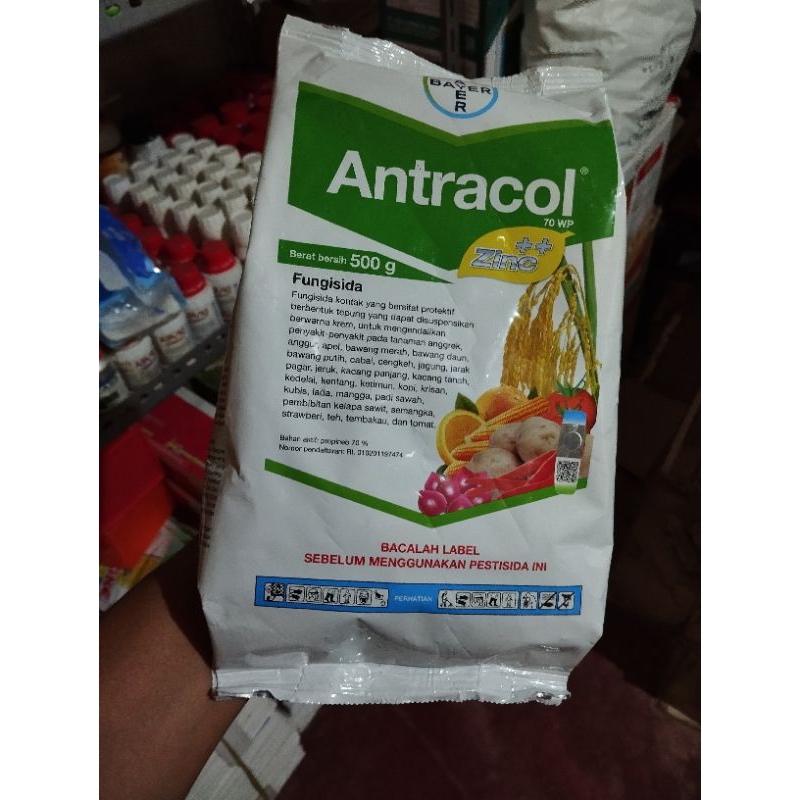 BAYER
BAYER
Antracol®
70 WP
Zinc++
Berat bersih 500 g
Fungisida
Fungisida kontak yang bersifat protektif
berbentuk tepung yang dapat disuspensikan
berwarna krem, untuk mengendalikan
penyakit-penyakit pada tanaman anggrek,
anggur, apel, bawang merah, bawang daun,
bawang putih, cabai, cengkeh, jagung, jarak
pagar, jeruk, kacang panjang, kacang tanah,
kedelai, kentang, ketimun, kopi, krisan,
kubis, lada, mangga, padi sawah,
pembibitan kelapa sawit, semangka,
strawberi, teh, tembakau, dan tomat.
Bahan aktif: propineb 70 %
Nomor pendaftaran: RI.
BACALAH LABEL
SEBELUM MENGGUNAKAN PESTISIDA INI
PERHATIAN